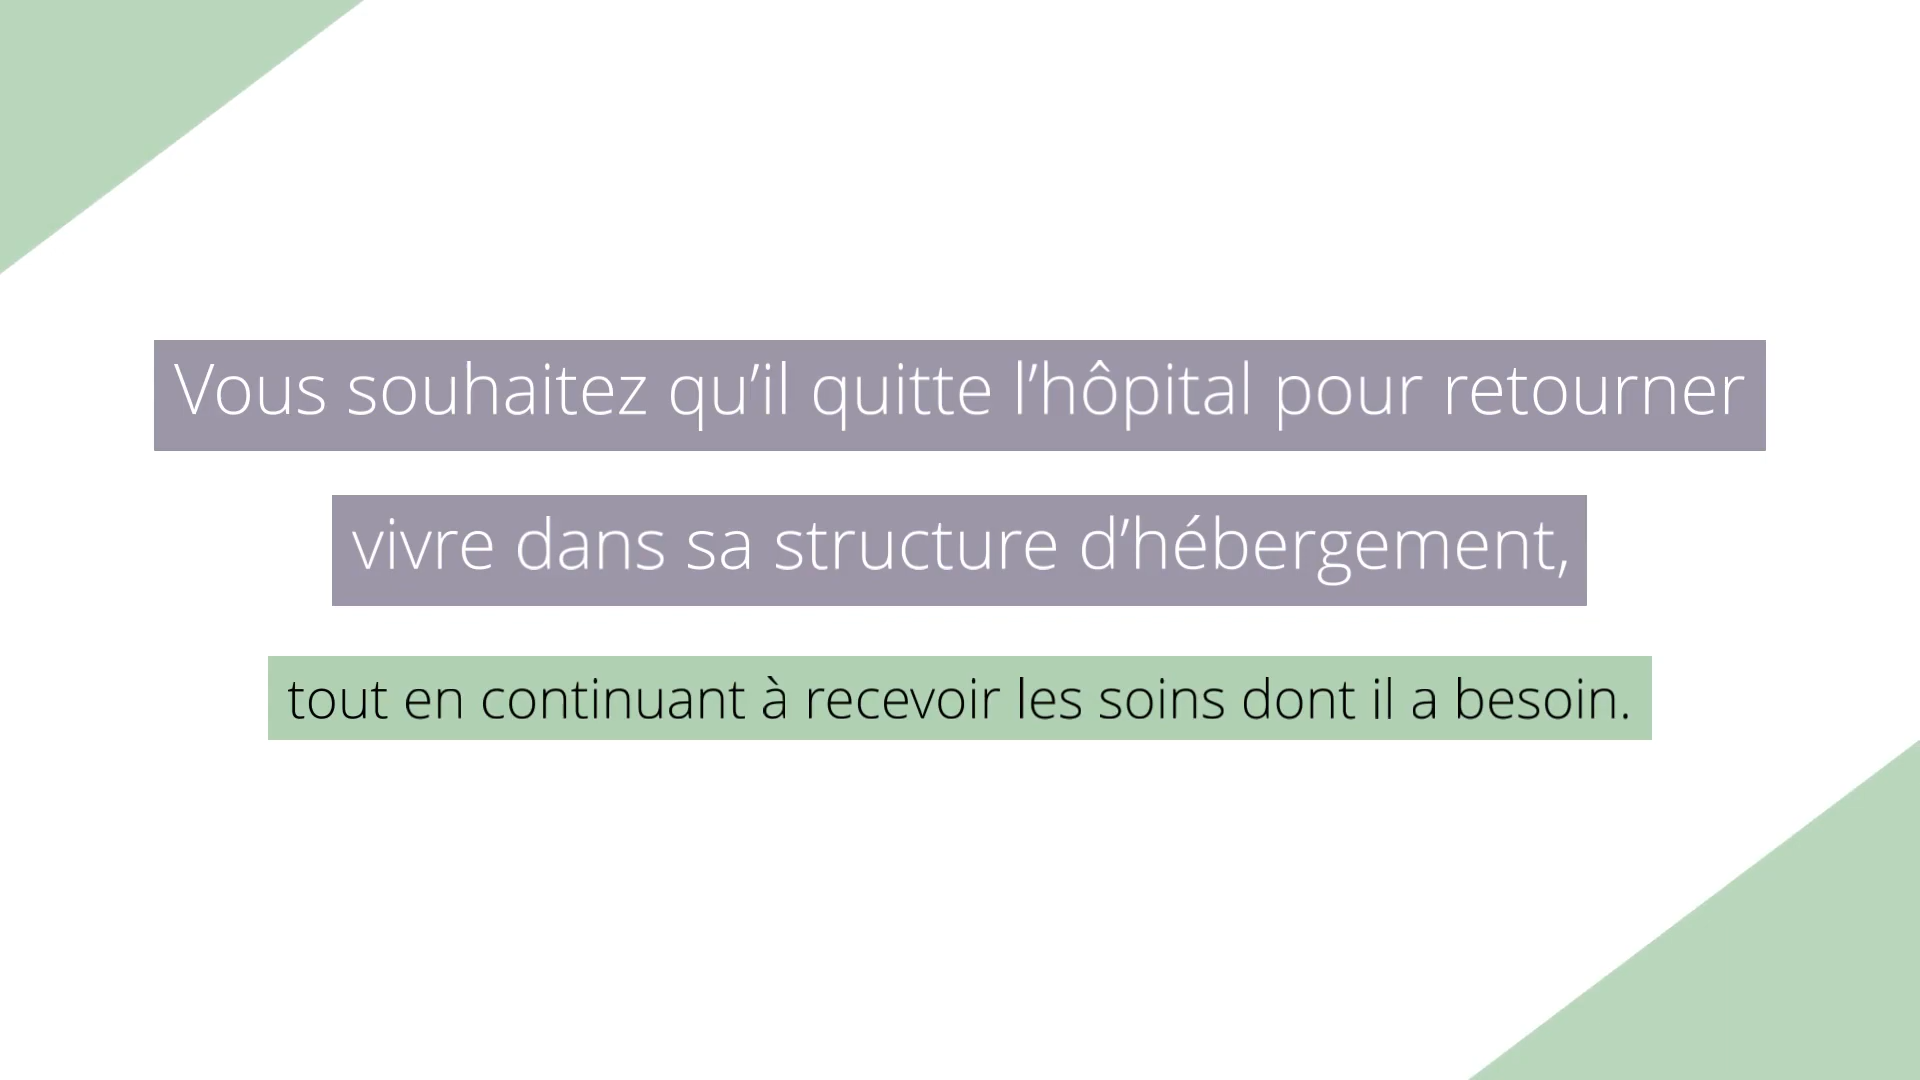 Vous souhaitez qu’il quitte l’hôpital pour retourner
vivre dans sa structure d’hébergement,
tout en continuant à recevoir les soins dont il a besoin.